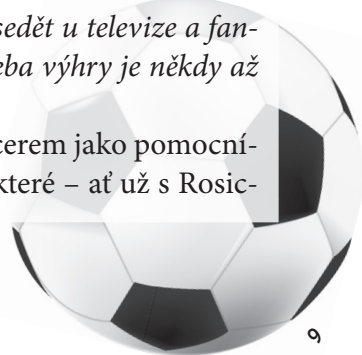 sedět u televize a fan-
eba výhry je někdy až
cerem jako pomocní-
které – ať už s Rosic-
9